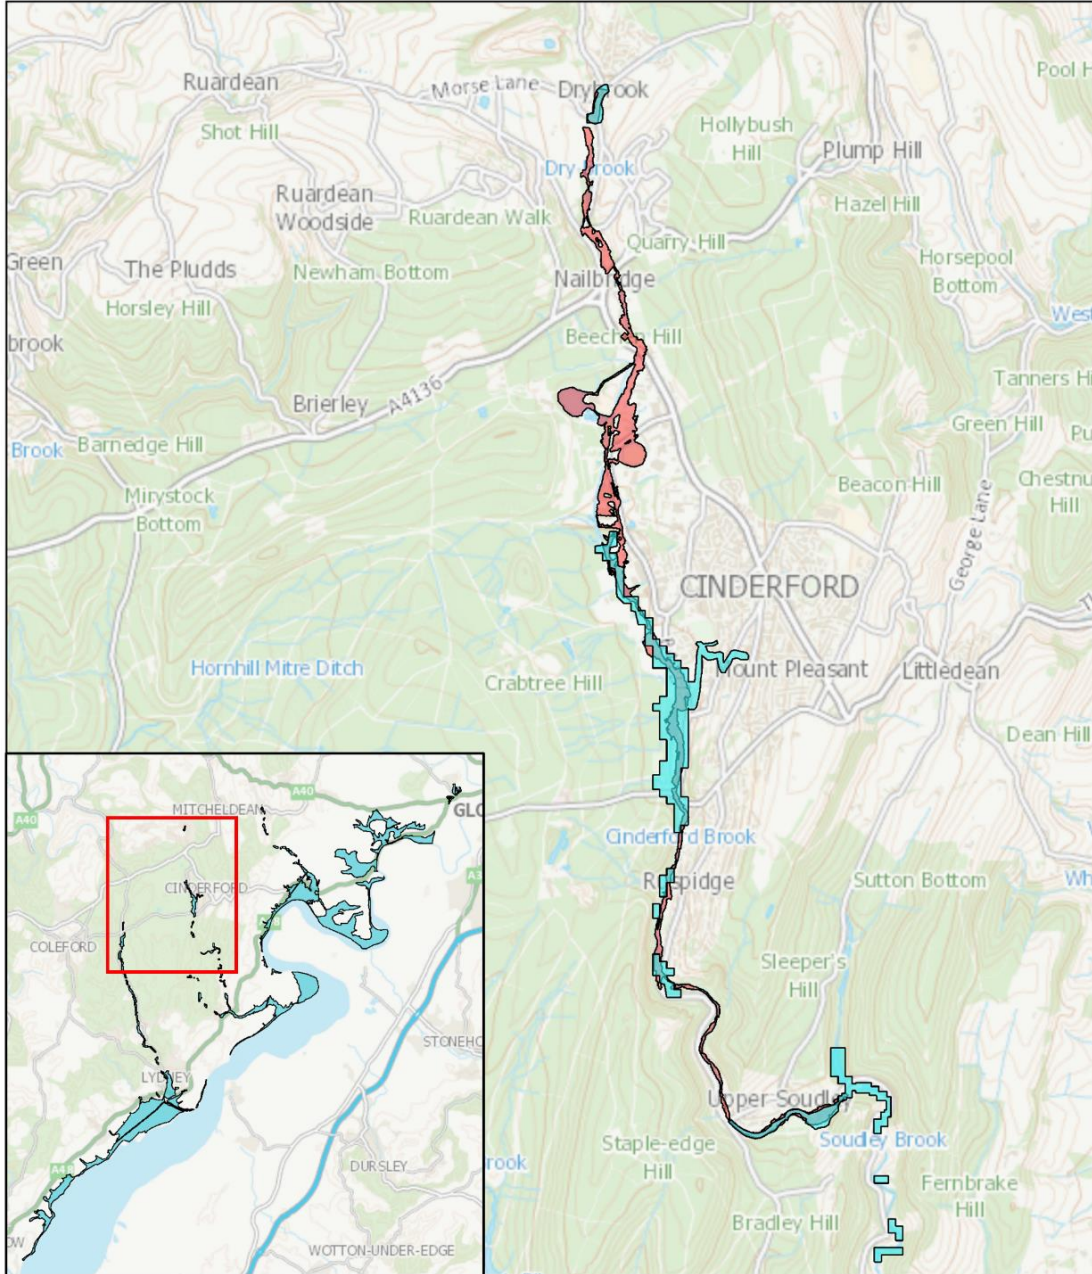 Ruardean
Morse Lane
Drybrook
Pool H
Shot Hill
Hollybush
Hill
Plump Hill
Dry Brook
Ruardean
Woodside
Ruardean Walk
Hazel Hill
Quarry Hill
Green
The Pludds
Newham Bottom
Nailbridge
Horsepool
Bottom
Horsley Hill
West
brook
Beechen Hill
Tanners Hi
Brierley
A4136
Green Hill
Pu
Brook
Barnedge Hill
Beacon Hill
Chestnu
Hill
Mirystock
Bottom
George Lane
CINDERFORD
Hornhill Mitre Ditch
Crabtree Hill
Mount Pleasant
Littledean
Dean Hill
Cinderford Brook
Ruspidge
Sutton Bottom
Wh
Sleeper's
Hill
Upper Soudley
Staple-edge
Hill
Soudley Brook
rook
Fernbrake
Hill
Bradley Hill
A40
A40
MITCHELDEAN
GLO
A3
CINDERFORD
COLEFORD
STONEHO
LYDNEY
DURSLEY
A48
OW
WOTTON-UNDER-EDGE